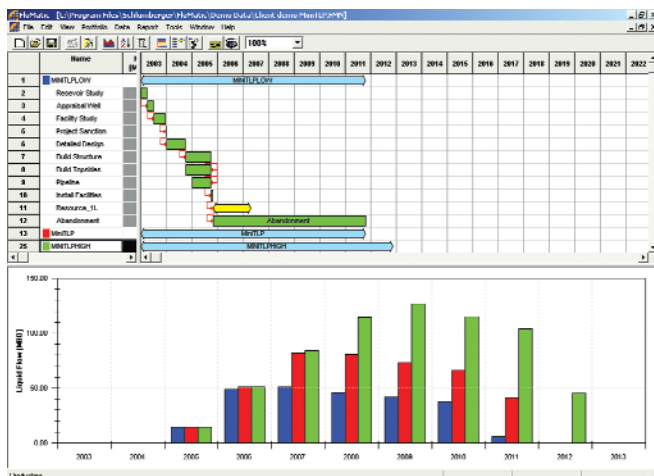 FloMatic - [L:\Program Files\Schlumberger\FloMatic\Demo Data\Client demo MiniTLP.FMN]
File Edit View Portfolio Data Report Tools Window Help
100%
Name 2003 2004 2005 2006 2007 2008 2009 2010 2011 2012 2013 2014 2015 2016 2017 2018 2019 2020 2021 2022
1 MINITLPLOW MINITLPLOW
2 Resevoir Study
3 Appraisal Well
4 Facility Study
5 Project Sanction
6 Detailed Design
7 Build Structure
8 Build Topsides
9 Pipeline
10 Install Facilities
11 Resource_1L
12 Abandonment Abandonment
13 MiniTLP MiniTLP
25 MINITLPHIGH MINITLPHIGH
Liquid Flow [MBD]
150.00
100.00
50.00
0.00
2003 2004 2005 2006 2007 2008 2009 2010 2011 2012 2013